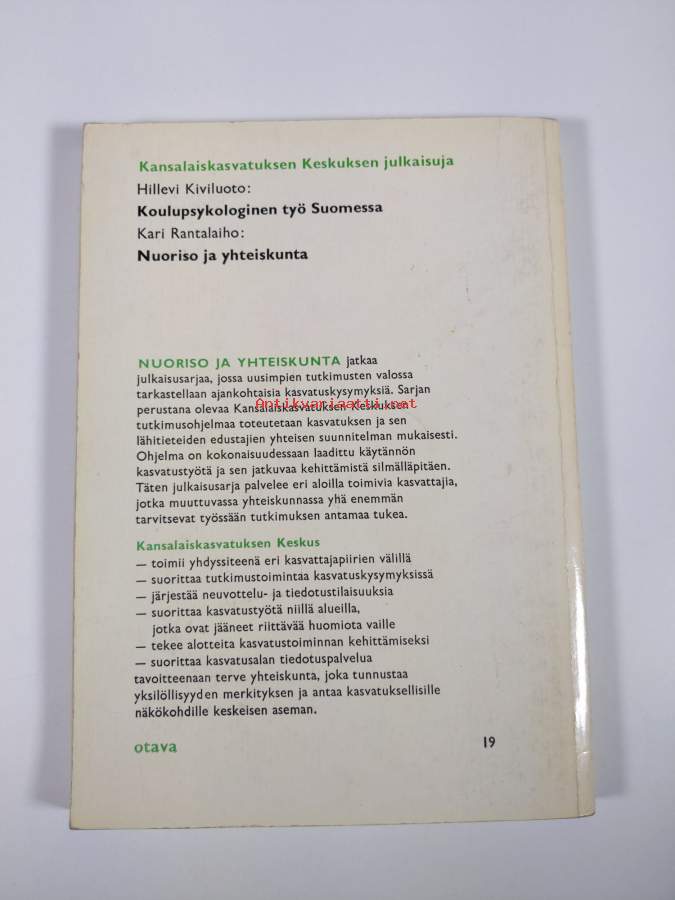 Kansalaiskasvatuksen Keskuksen julkaisuja
Hillevi Kiviluoto:
Koulupsykologinen työ Suomessa
Kari Rantalaiho:
Nuoriso ja yhteiskunta
NUORISO JA YHTEISKUNTA jatkaa
julkaisusarjaa, jossa uusimpien tutkimusten valossa
tarkastellaan ajankohtaisia kasvatuskysymyksiä. Sarjan
perustana olevaa Kansalaiskasvatuksen Keskuksen
Antikvariaatti.net
tutkimusohjelmaa toteutetaan kasvatuksen ja sen
lähitieteiden edustajien yhteisen suunnitelman mukaisesti.
Ohjelma on kokonaisuudessaan laadittu käytännön
kasvatustyötä ja sen jatkuvaa kehittämistä silmälläpitäen.
Täten julkaisusarja palvelee eri aloilla toimivia kasvattajia,
jotka muuttuvassa yhteiskunnassa yhä enemmän
tarvitsevat työssään tutkimuksen antamaa tukea.
Kansalaiskasvatuksen Keskus
— toimii yhdyssiteenä eri kasvattajapiirien välillä
— suorittaa tutkimustoimintaa kasvatuskysymyksissä
— järjestää neuvottelu- ja tiedotustilaisuuksia
— suorittaa kasvatustyötä niillä alueilla,
jotka ovat jääneet riittävää huomiota vaille
— tekee alotteita kasvatustoiminnan kehittämiseksi
— suorittaa kasvatusalan tiedotuspalvelua
tavoitteenaan terve yhteiskunta, joka tunnustaa
yksilöllisyyden merkityksen ja antaa kasvatuksellisille
näkökohdille keskeisen aseman.
otava
19